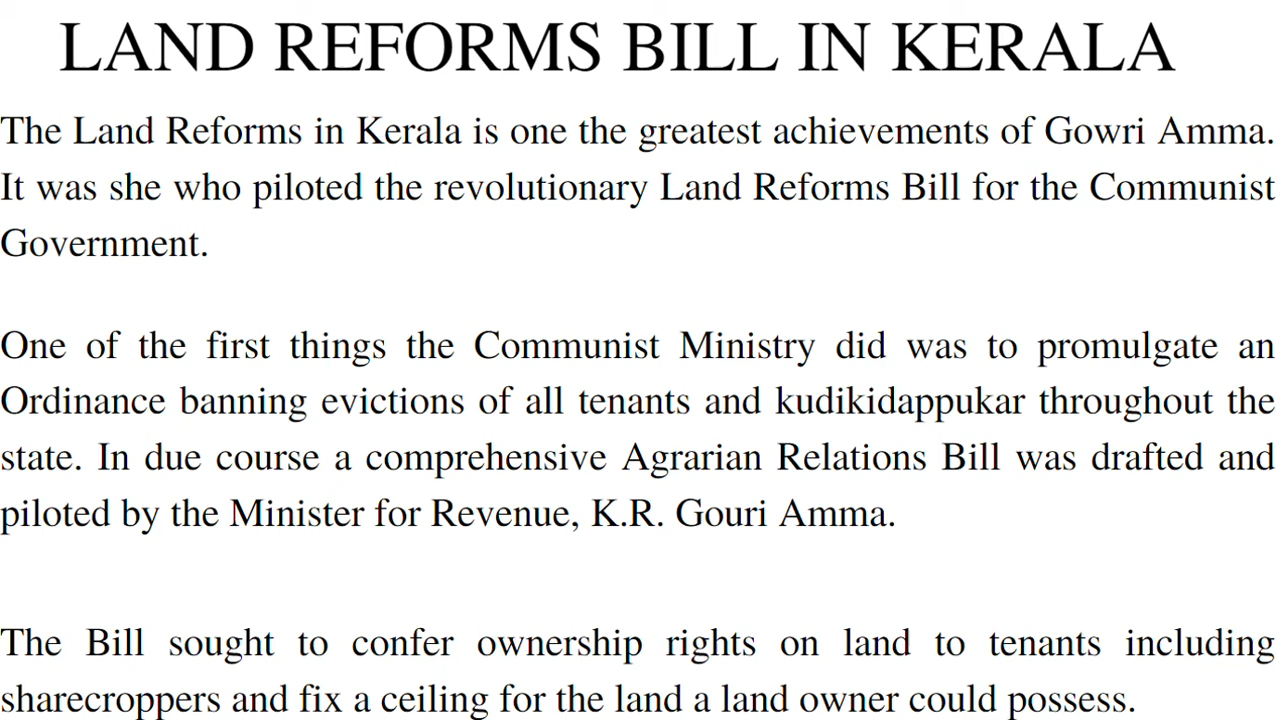 LAND REFORMS BILL IN KERALA
The Land Reforms in Kerala is one the greatest achievements of Gowri Amma.
It was she who piloted the revolutionary Land Reforms Bill for the Communist
Government.
One of the first things the Communist Ministry did was to promulgate an
Ordinance banning evictions of all tenants and kudikidappukar throughout the
state. In due course a comprehensive Agrarian Relations Bill was drafted and
piloted by the Minister for Revenue, K.R. Gouri Amma.
The Bill sought to confer ownership rights on land to tenants including
sharecroppers and fix a ceiling for the land a land owner could possess.